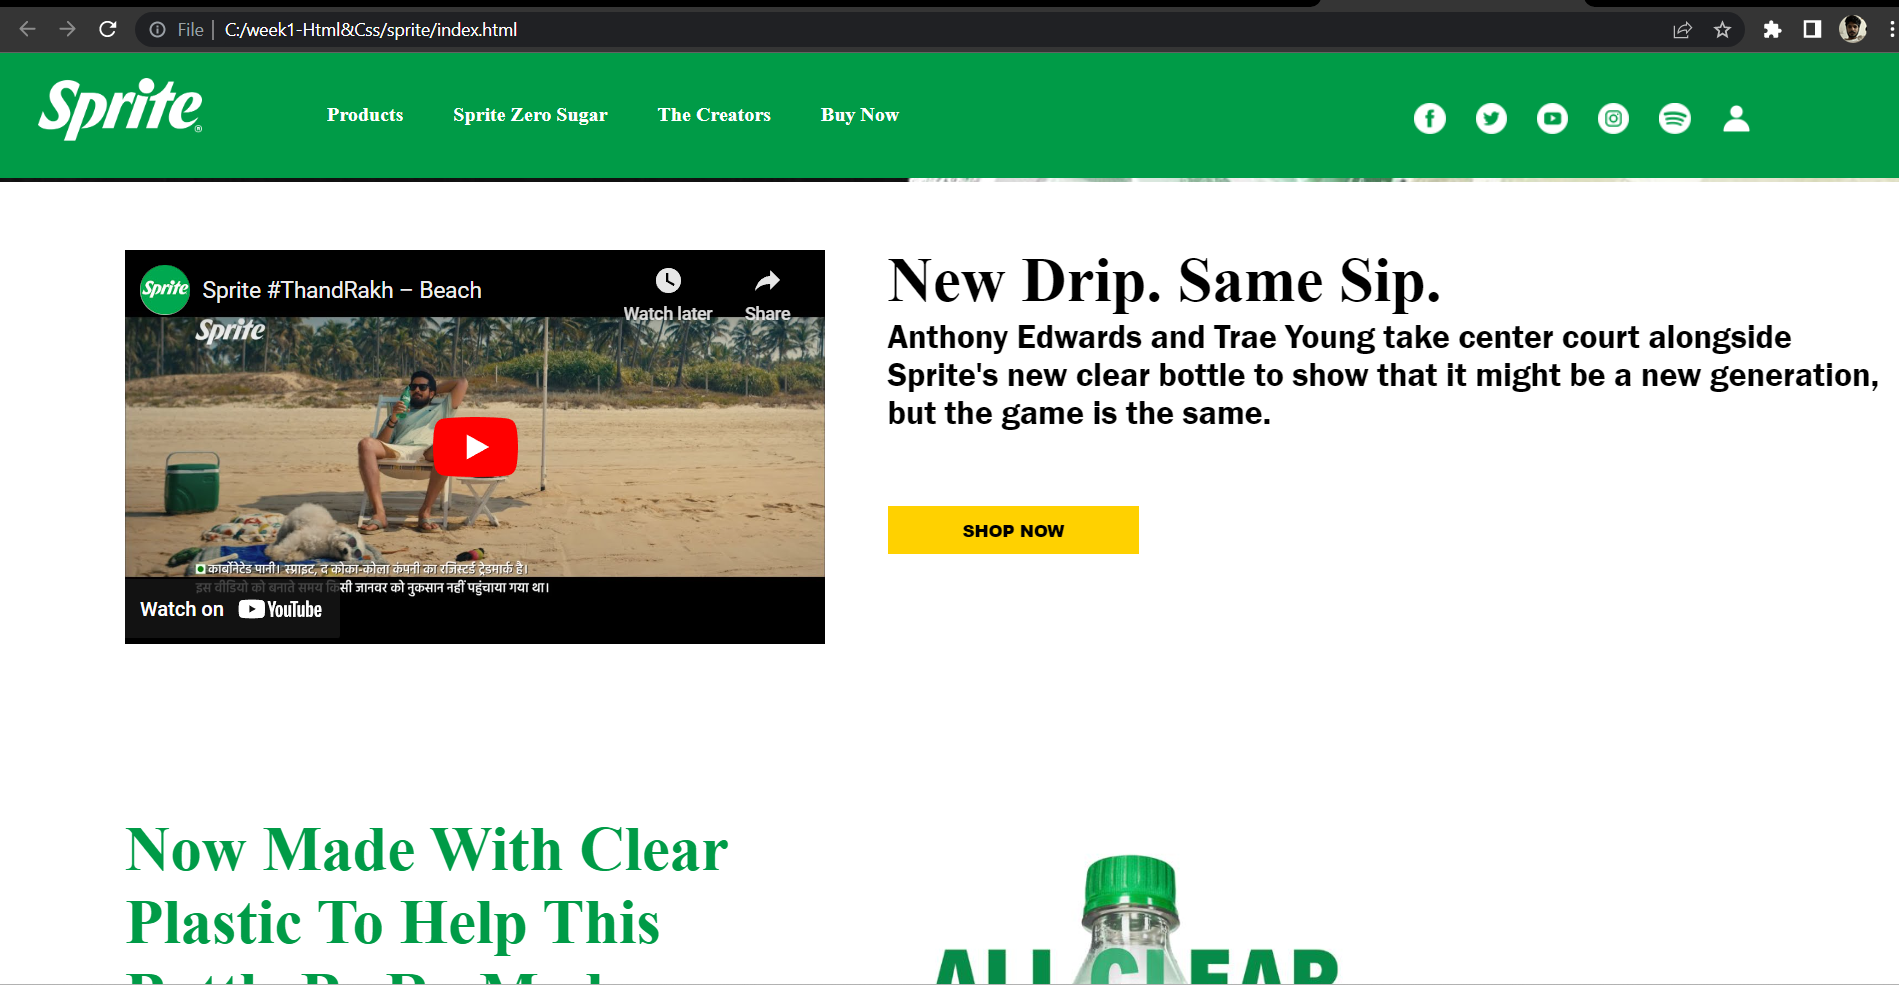 File
C:/week1-Html&Css/sprite/index.html
Sprite®
Products
Sprite Zero Sugar
The Creators
Buy Now
Sprite
Sprite #ThandRakh – Beach
Watch later
Share
Sprite
कार्बोनेटेड पानी। स्प्राइट, द कोका-कोला कंपनी का रजिस्टर्ड ट्रेडमार्क है।
इस वीडियो को बनाते समय किसी जानवर को नुकसान नहीं पहुंचाया गया था।
Watch on YouTube
New Drip. Same Sip.
Anthony Edwards and Trae Young take center court alongside
Sprite's new clear bottle to show that it might be a new generation,
but the game is the same.
SHOP NOW
Now Made With Clear
Plastic To Help This
ALL CLEAR